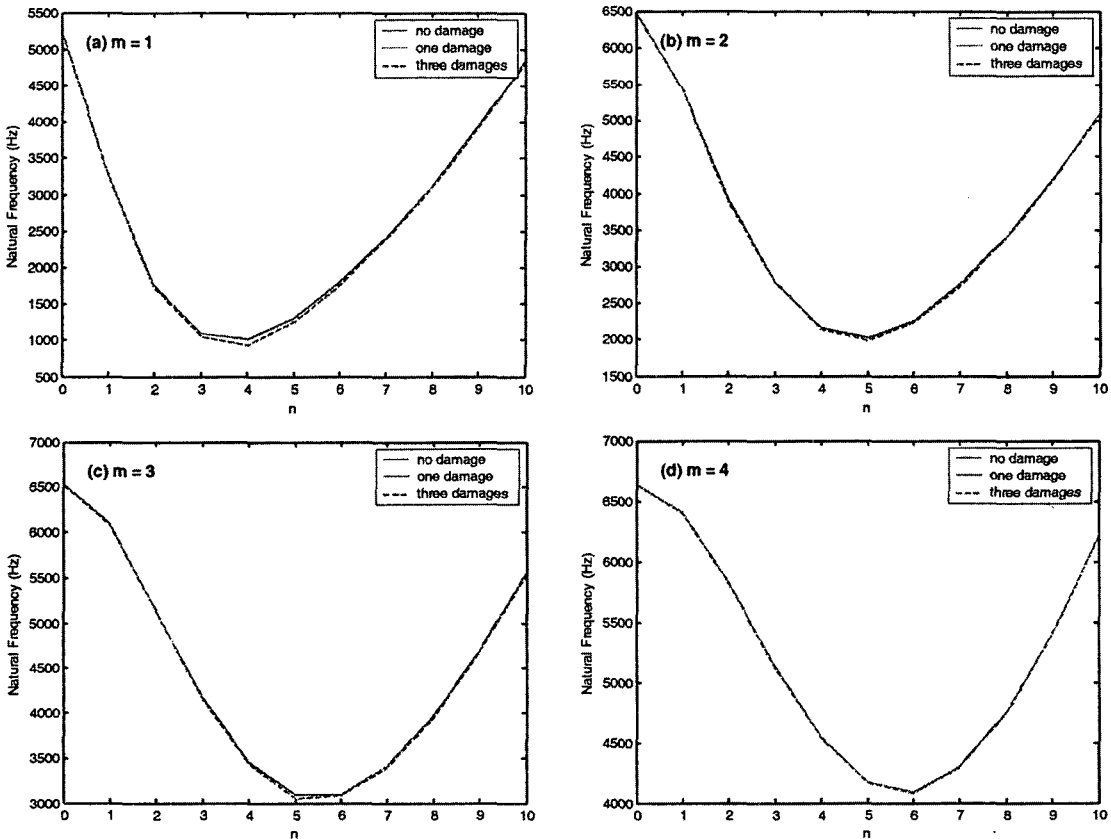 (a) m = 1
no damage
one damage
three damages
Natural Frequency (Hz)
5500
5000
4500
4000
3500
3000
2500
2000
1500
1000
500
0 1 2 3 4 5 6 7 8 9 10
n
(b) m = 2
no damage
one damage
three damages
Natural Frequency (Hz)
6500
6000
5500
5000
4500
4000
3500
3000
2500
2000
1500
0 1 2 3 4 5 6 7 8 9 10
n
(c) m = 3
no damage
one damage
three damages
Natural Frequency (Hz)
7000
6500
6000
5500
5000
4500
4000
3500
3000
0 1 2 3 4 5 6 7 8 9 10
n
(d) m = 4
no damage
one damage
three damages
Natural Frequency (Hz)
7000
6500
6000
5500
5000
4500
4000
0 1 2 3 4 5 6 7 8 9 10
n